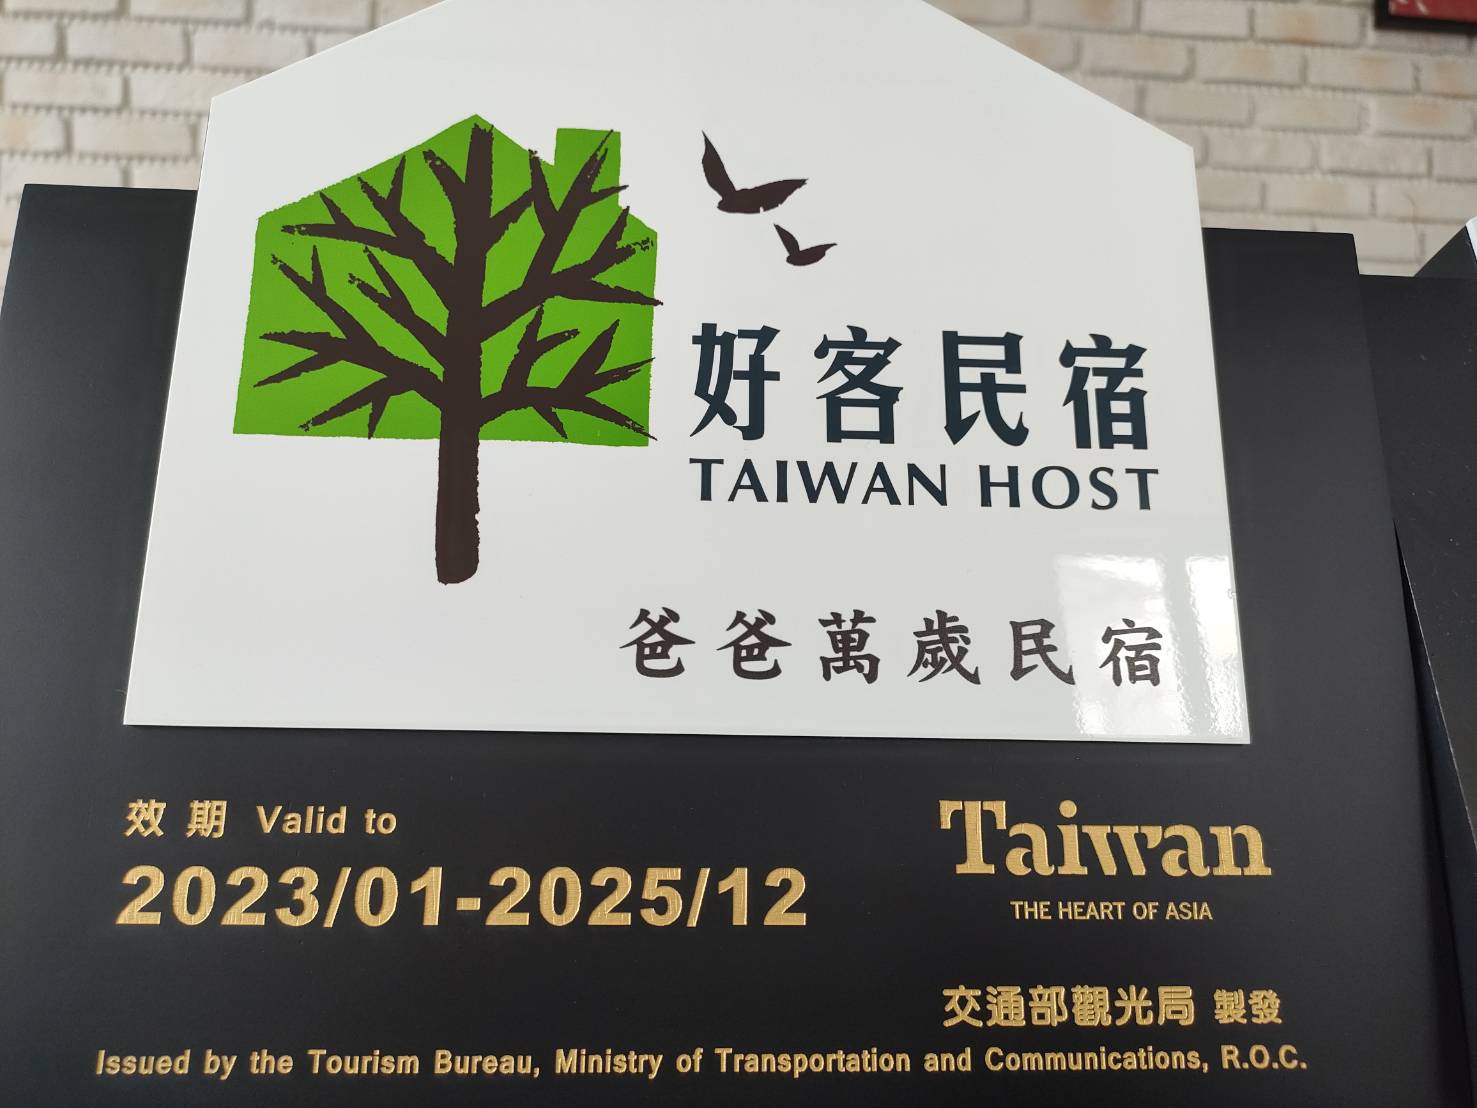 好客民宿
TAIWAN HOST
爸爸萬歲民宿
效期 Valid to
2023/01-2025/12
Taiwan
THE HEART OF ASIA
交通部觀光局 製發
Issued by the Tourism Bureau, Ministry of Transportation and Communications, R.O.C.